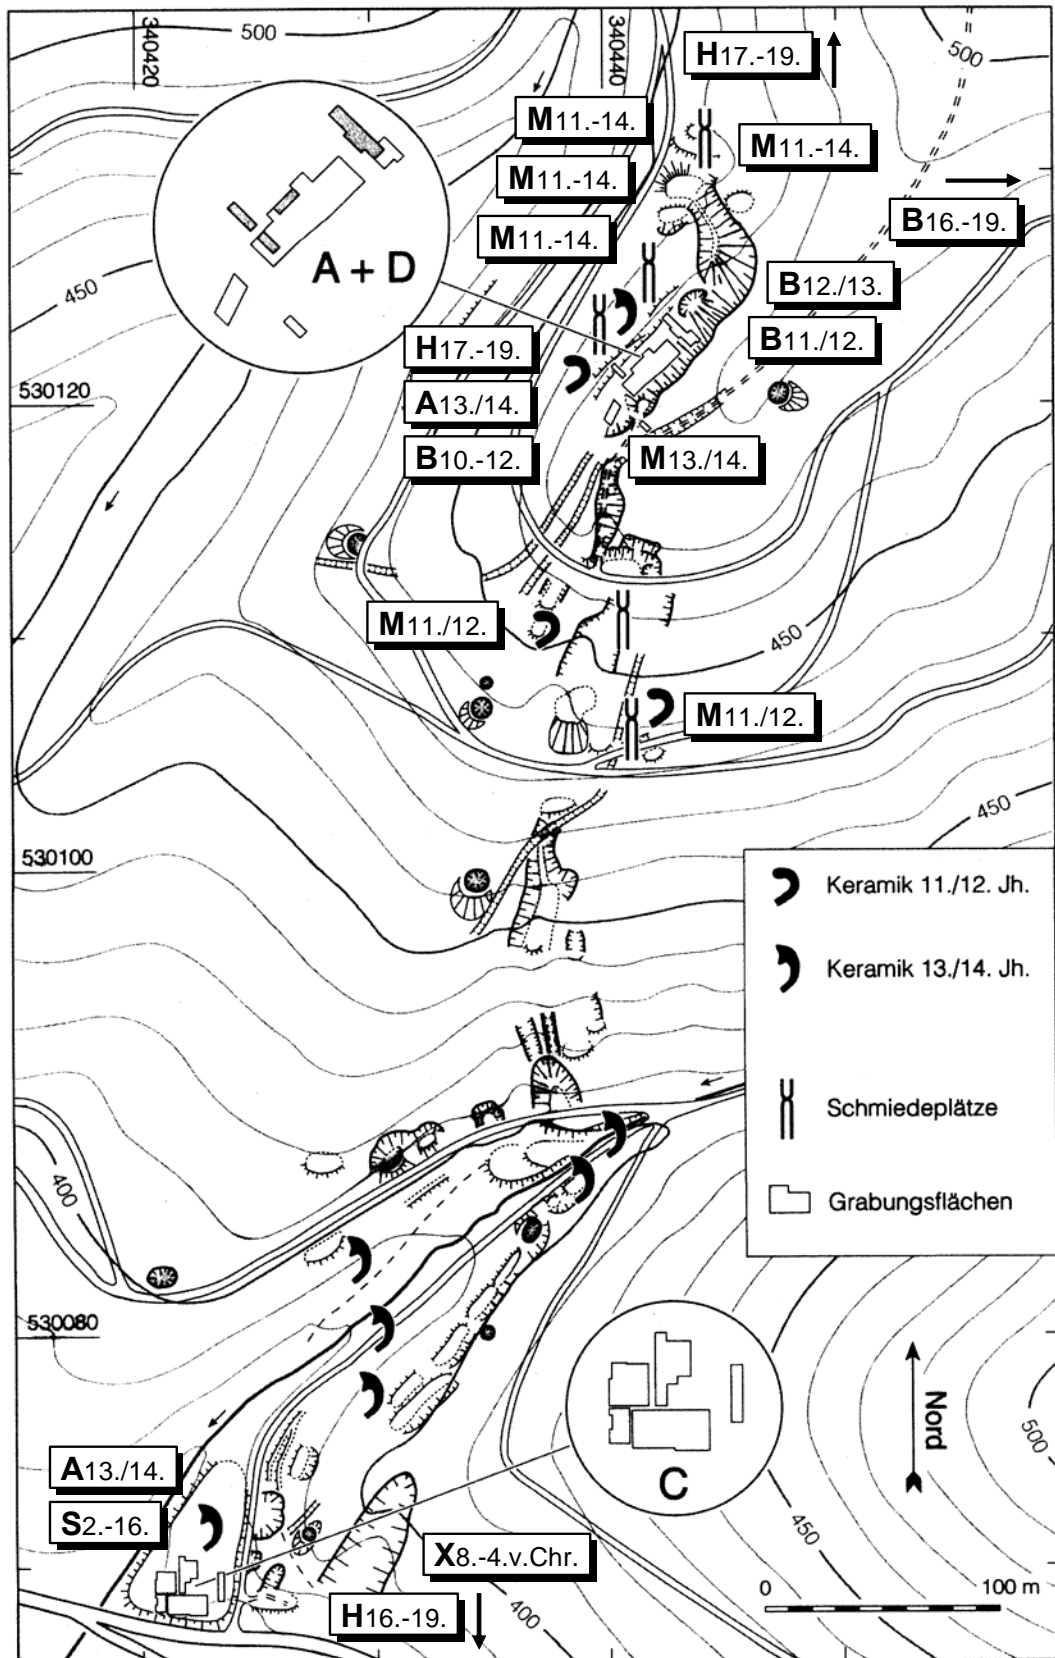 500
340420
340440
H17.-19.
500
M11.-14.
M11.-14.
M11.-14.
M11.-14.
B16.-19.
A + D
450
B12./13.
B11./12.
H17.-19.
A13./14.
B10.-12.
530120
M13./14.
M11./12.
450
M11./12.
450
530100
Keramik 11./12. Jh.
Keramik 13./14. Jh.
Schmiedeplätze
Grabungsflächen
400
530080
Nord
500
C
A13./14.
S2.-16.
450
X8.-4.v.Chr.
H16.-19.
400
0 100 m